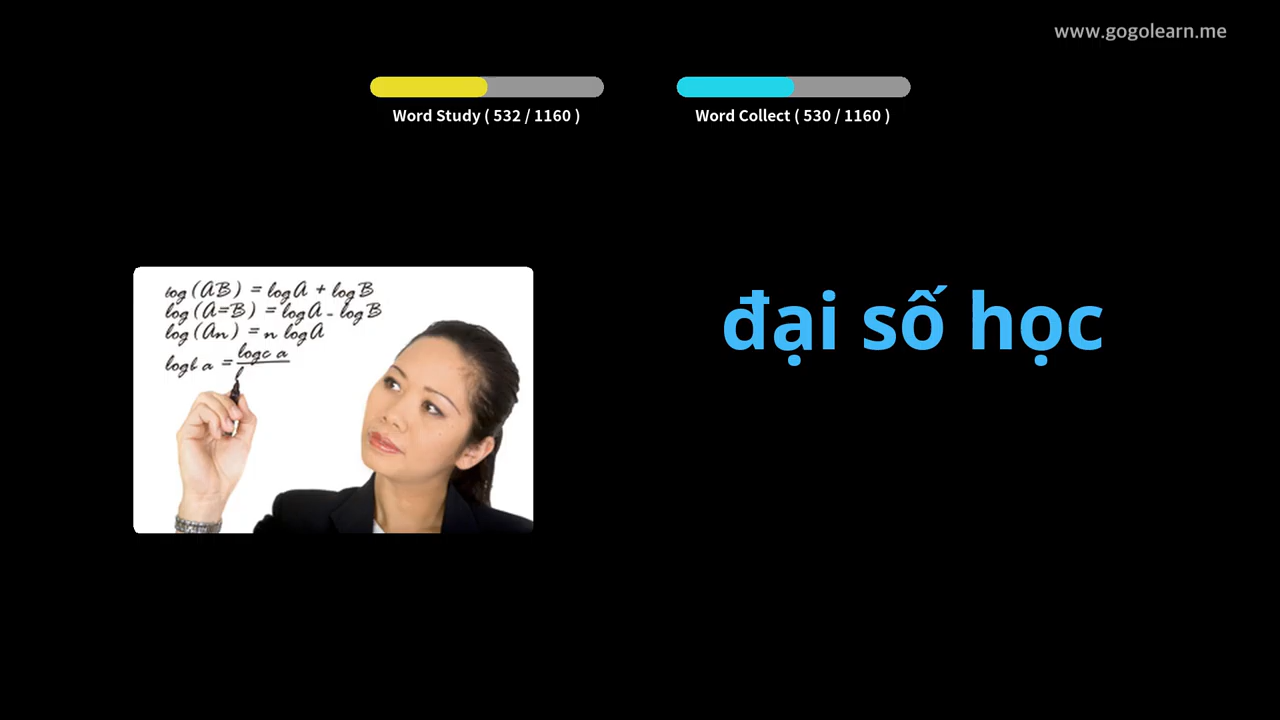 www.gogolearn.me
Word Study ( 532 / 1160 )
Word Collect ( 530 / 1160 )
log (AB) = log A + log B
log (A=B) = log A - log B
log (An) = n log A
logb a = logc a
đại số học